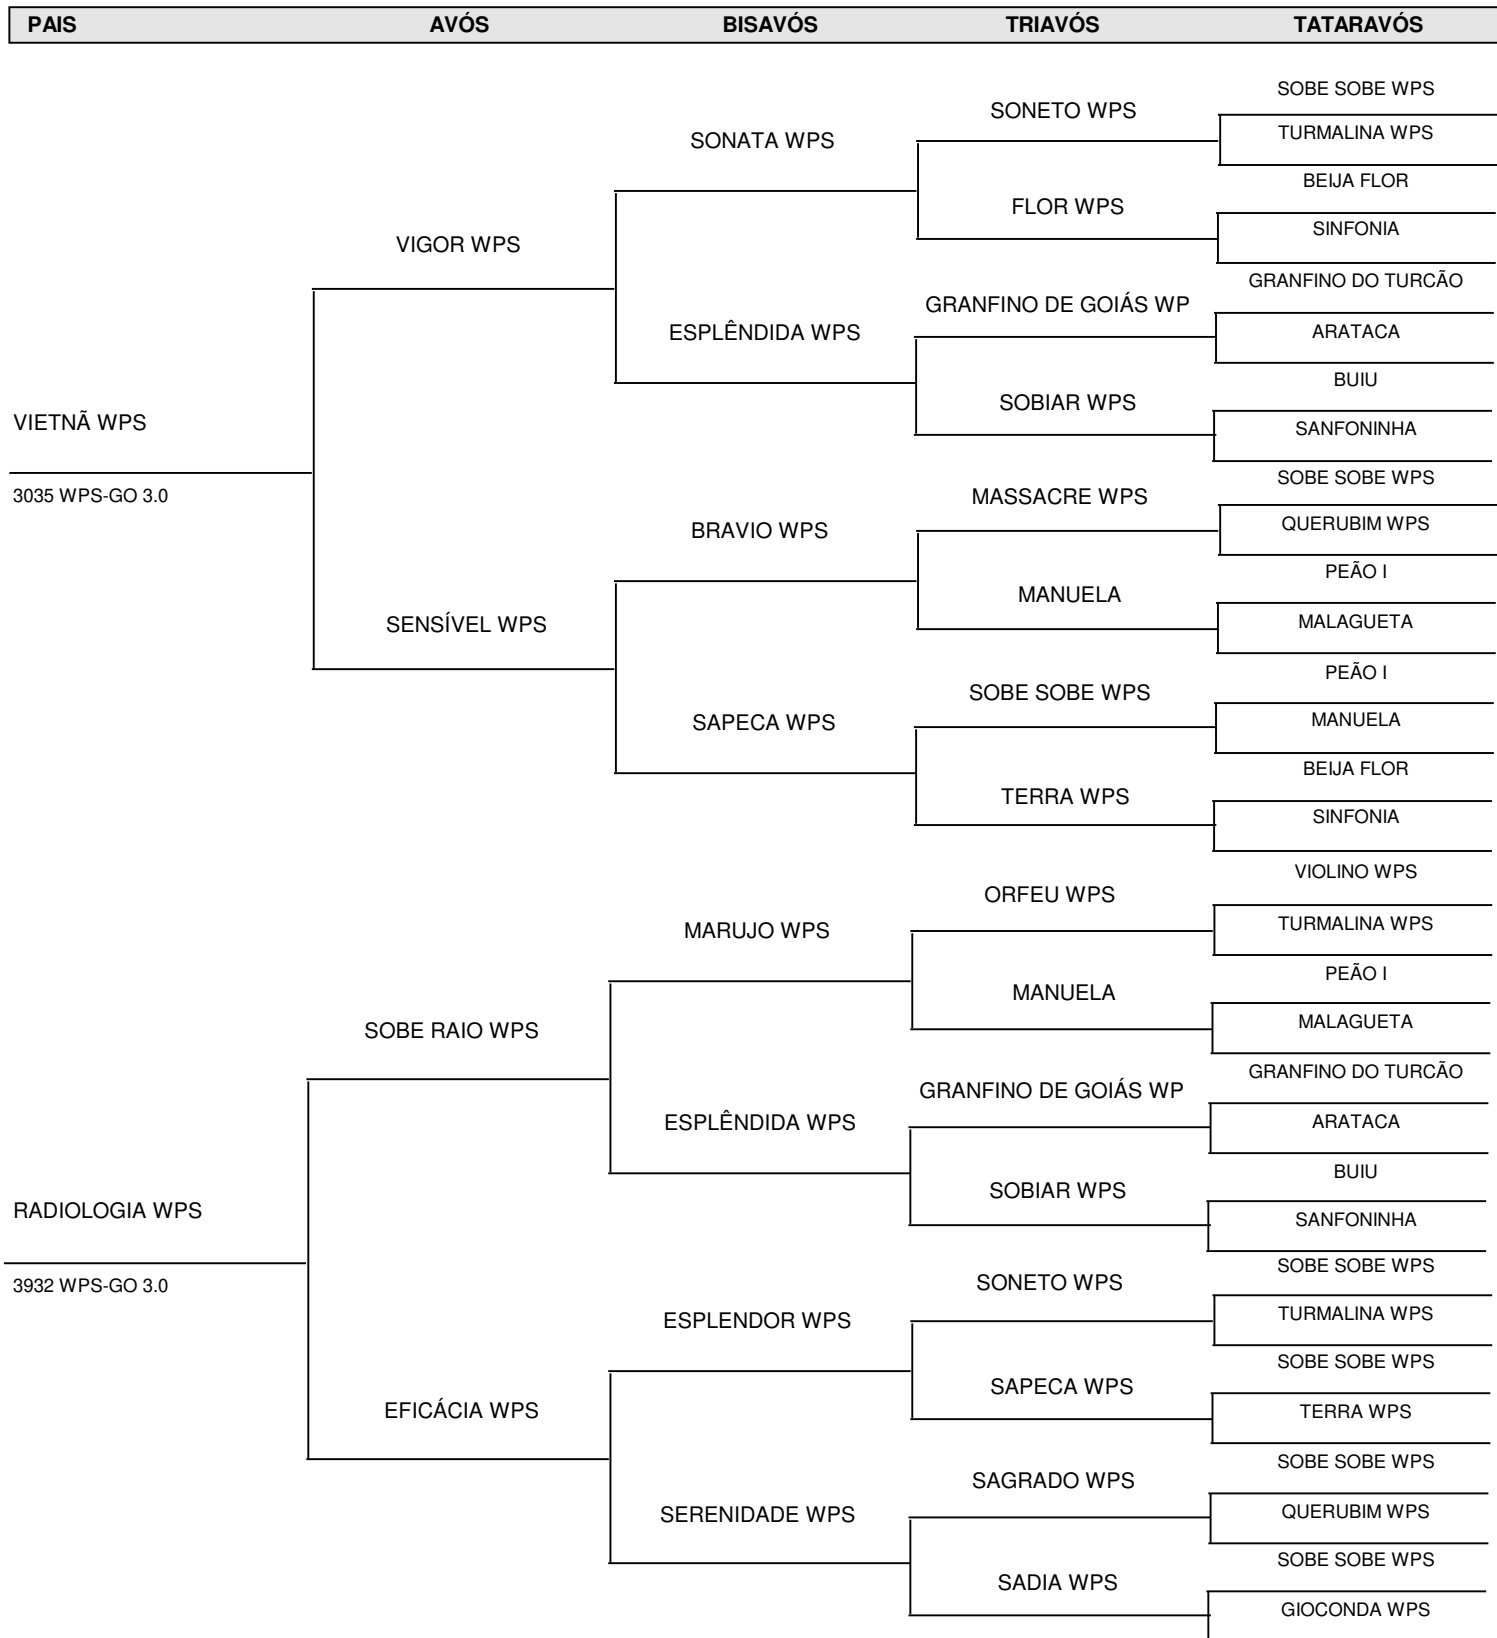 PAIS AVÓS BISAVÓS TRIAVÓS TATARAVÓS
SOBE SOBE WPS
SONETO WPS
TURMALINA WPS
SONATA WPS
BEIJA FLOR
FLOR WPS
SINFONIA
VIGOR WPS
GRANFINO DO TURCÃO
GRANFINO DE GOIÁS WP
ARATACA
ESPLÊNDIDA WPS
BUIU
SOBIAR WPS
SANFONINHA
VIETNÃ WPS
3035 WPS-GO 3.0
SOBE SOBE WPS
MASSACRE WPS
QUERUBIM WPS
BRAVIO WPS
PEÃO I
MANUELA
MALAGUETA
SENSÍVEL WPS
PEÃO I
SOBE SOBE WPS
MANUELA
SAPECA WPS
BEIJA FLOR
TERRA WPS
SINFONIA
VIOLINO WPS
ORFEU WPS
TURMALINA WPS
MARUJO WPS
PEÃO I
MANUELA
MALAGUETA
SOBE RAIO WPS
GRANFINO DO TURCÃO
GRANFINO DE GOIÁS WP
ARATACA
ESPLÊNDIDA WPS
BUIU
SOBIAR WPS
SANFONINHA
RADIOLOGIA WPS
3932 WPS-GO 3.0
SOBE SOBE WPS
SONETO WPS
TURMALINA WPS
ESPLENDOR WPS
SOBE SOBE WPS
SAPECA WPS
TERRA WPS
EFICÁCIA WPS
SOBE SOBE WPS
SAGRADO WPS
QUERUBIM WPS
SERENIDADE WPS
SOBE SOBE WPS
SADIA WPS
GIOCONDA WPS